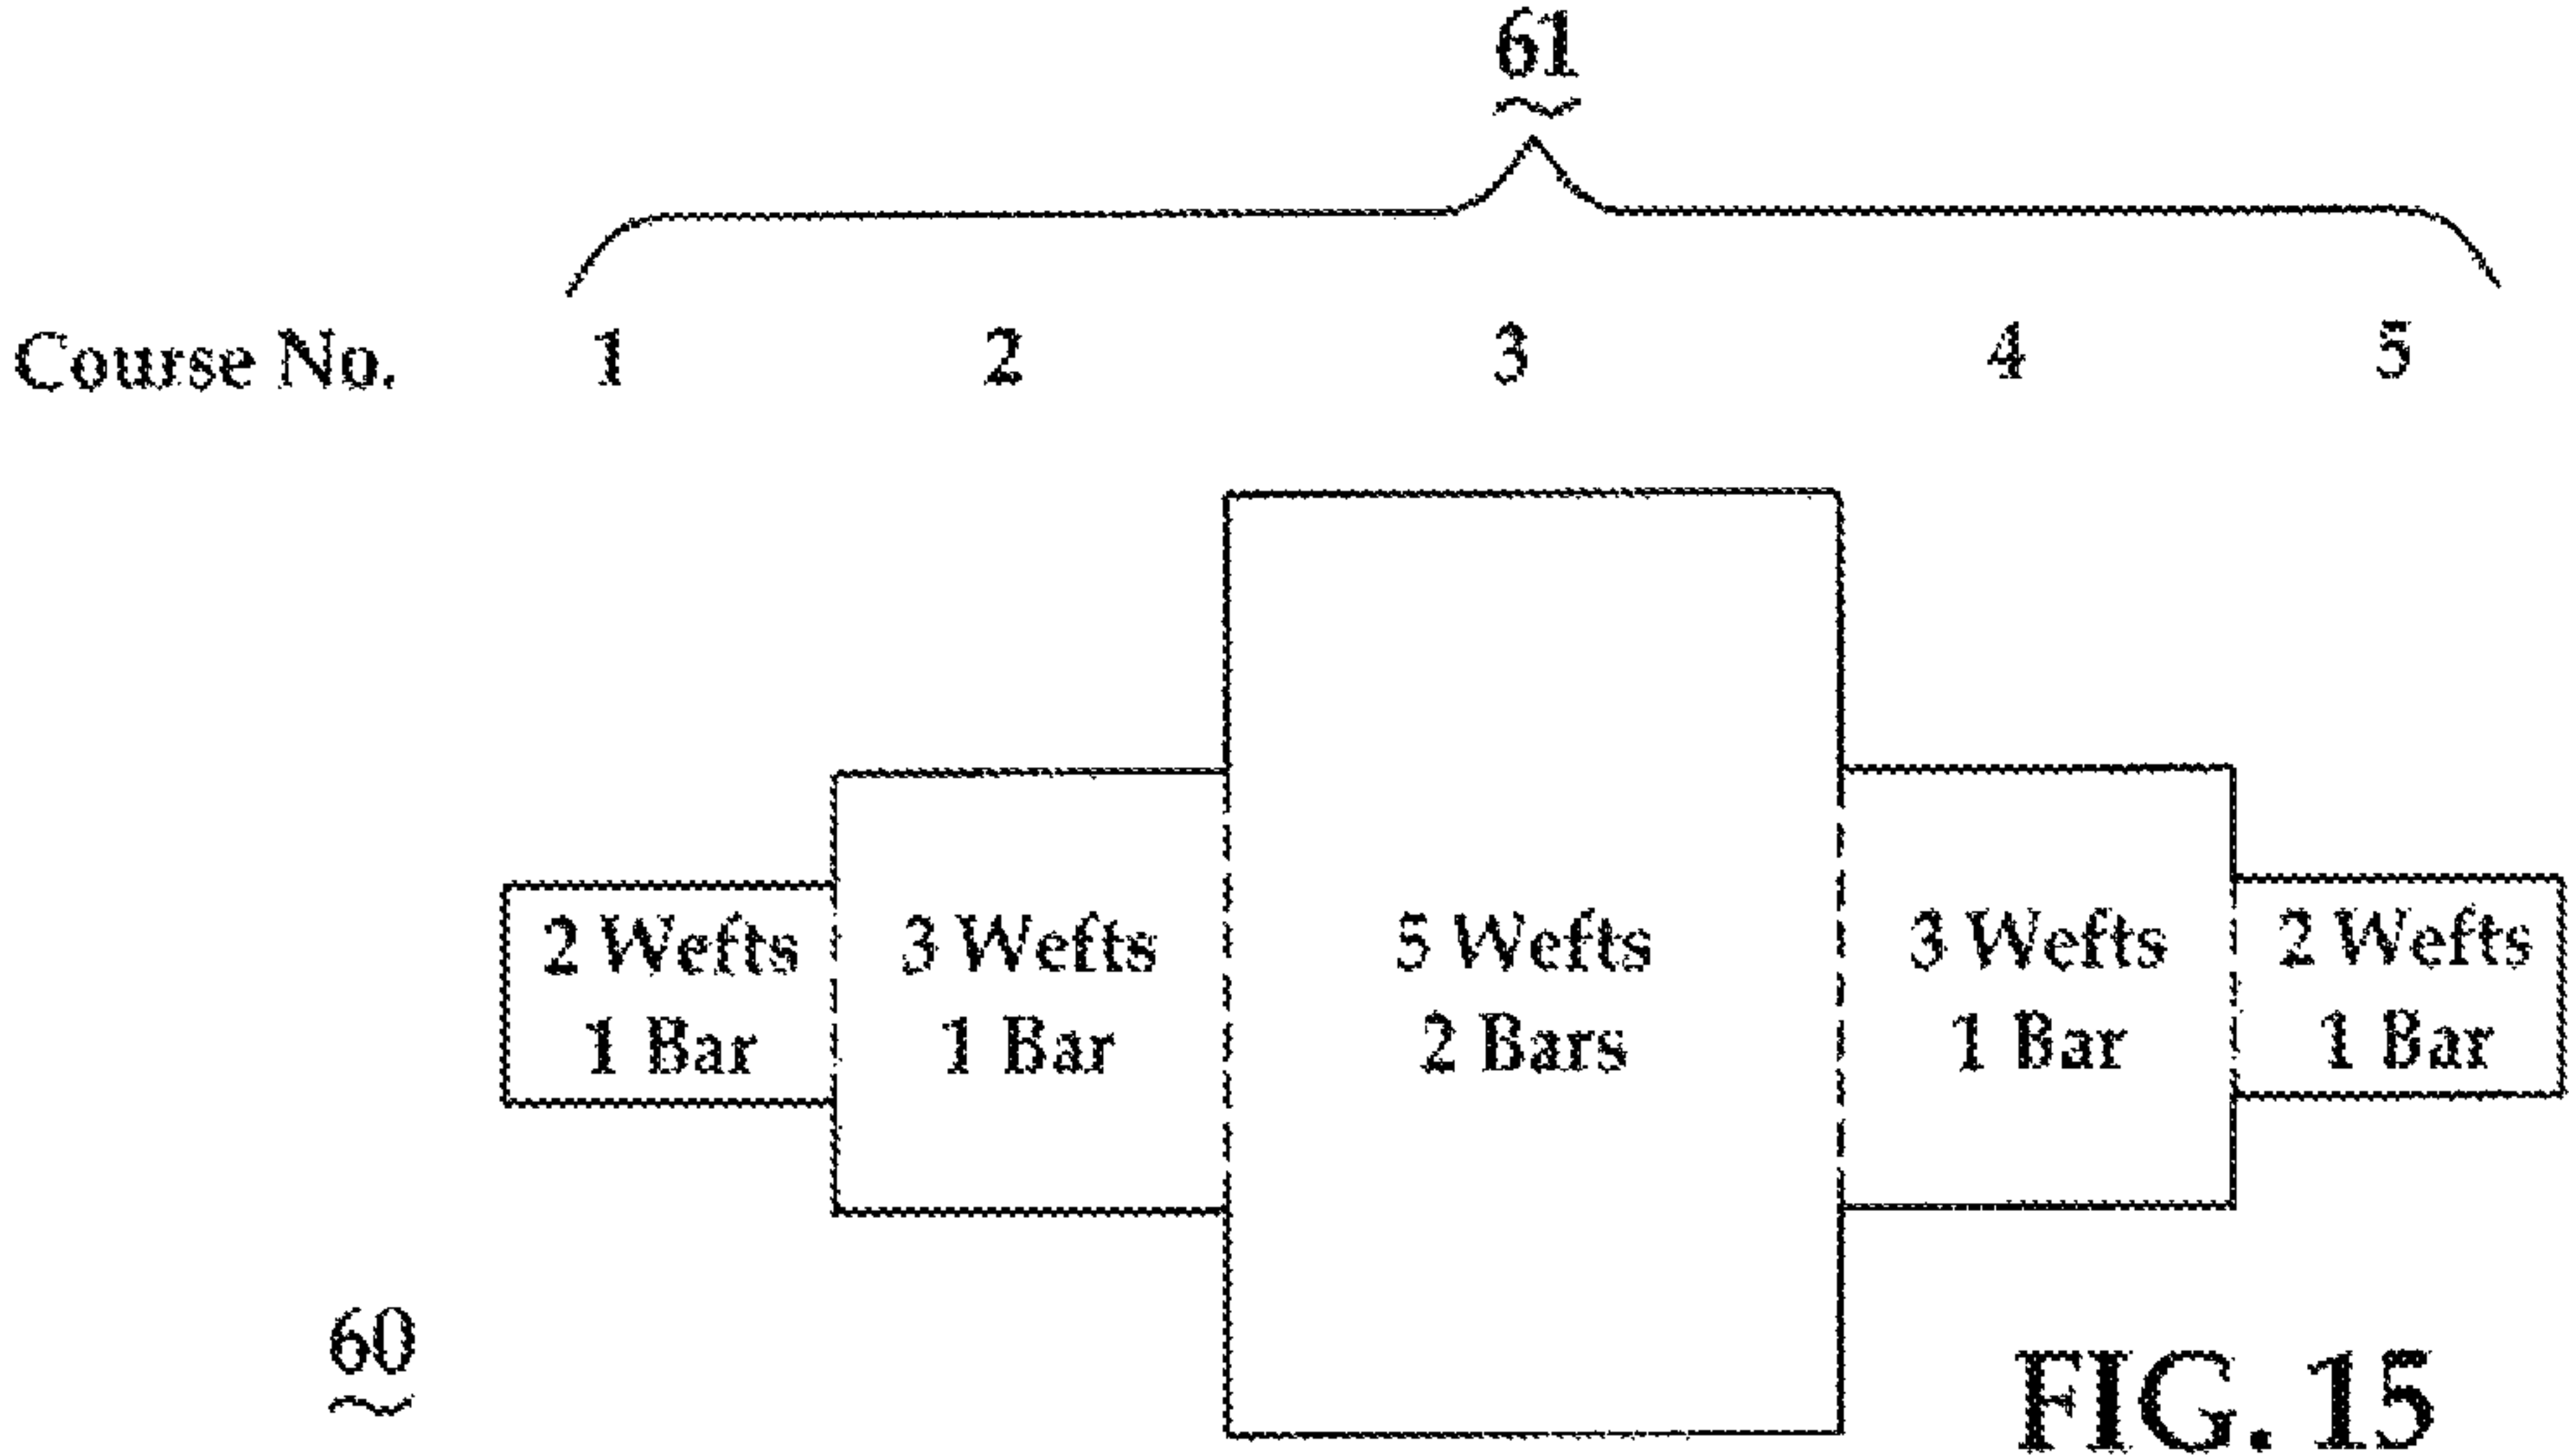 61
Course No. 1 2 3 4 5
2 Wefts 3 Wefts 5 Wefts 3 Wefts 2 Wefts
1 Bar 1 Bar 2 Bars 1 Bar 1 Bar
60
FIG. 15